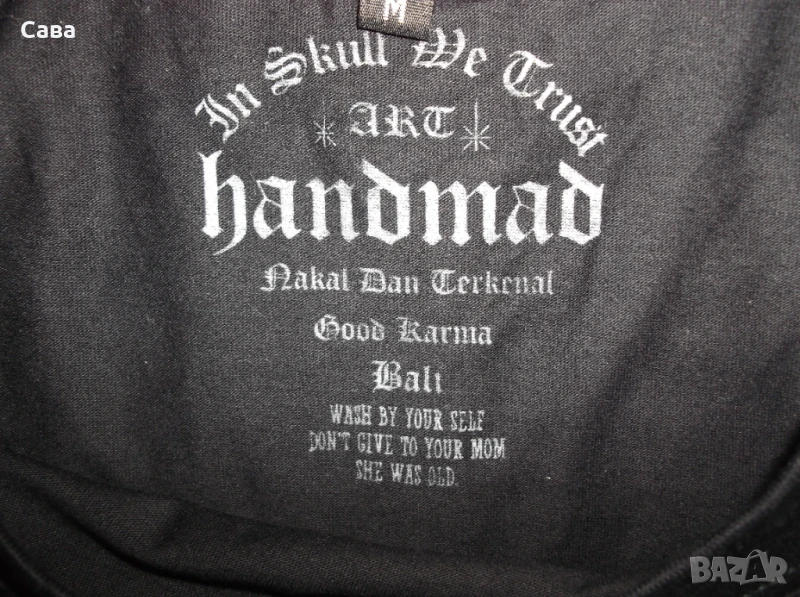 Сава
M
In Skull We Trust
ART
handmad
Nakal Dan Terkenal
Good Karma
Bali
WASH BY YOUR SELF
DON'T GIVE TO YOUR MOM
SHE WAS OLD.
BAZAR